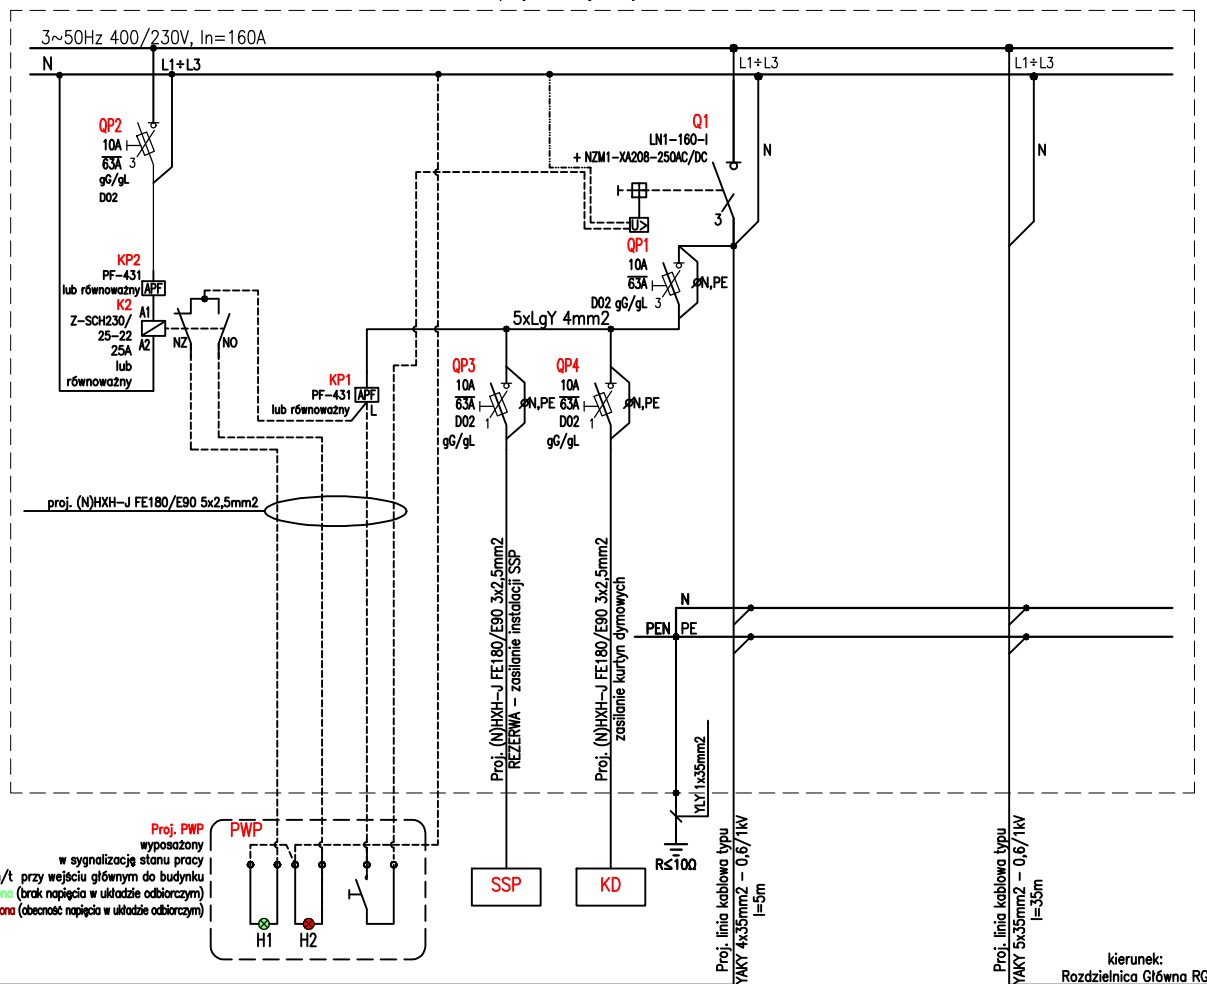 3~50Hz 400/230V, In=160A
N
L1÷L3
L1÷L3
L1÷L3
QP2
10A
63A
3
gG/gL
D02
Q1
LN1-160-I
+ NZM1-XA208-250AC/DC
N
N
3
U>
QP1
10A
63A
D02 gG/gL
3
N,PE
KP2
PF-431
lub równoważny
APF
K2
A1
Z-SCH230/
25-22
25A
A2
lub
równoważny
NZ
NO
5xLgY 4mm2
KP1
PF-431
APF
lub równoważny
L
QP3
10A
63A
D02
1
gG/gL
N,PE
QP4
10A
63A
D02
1
gG/gL
N,PE
proj. (N)HXH-J FE180/E90 5x2,5mm2
Proj. (N)HXH-J FE180/E90 3x2,5mm2
REZERWA - zasilanie instalacji SSP
Proj. (N)HXH-J FE180/E90 3x2,5mm2
zasilanie kurtyn dymowych
N
PEN
PE
YLY 1x35mm2
R≤10Ω
Proj. linia kablowa typu
YAKY 4x35mm2 - 0,6/1kV
l=5m
Proj. linia kablowa typu
YAKY 5x35mm2 - 0,6/1kV
l=35m
Proj. PWP
wyposażony
w sygnalizację stanu pracy
n/t przy wejściu głównym do budynku
ona (brak napięcia w układzie odbiorczym)
ona (obecność napięcia w układzie odbiorczym)
PWP
H1
H2
SSP
KD
kierunek:
Rozdzielnica Główna RG